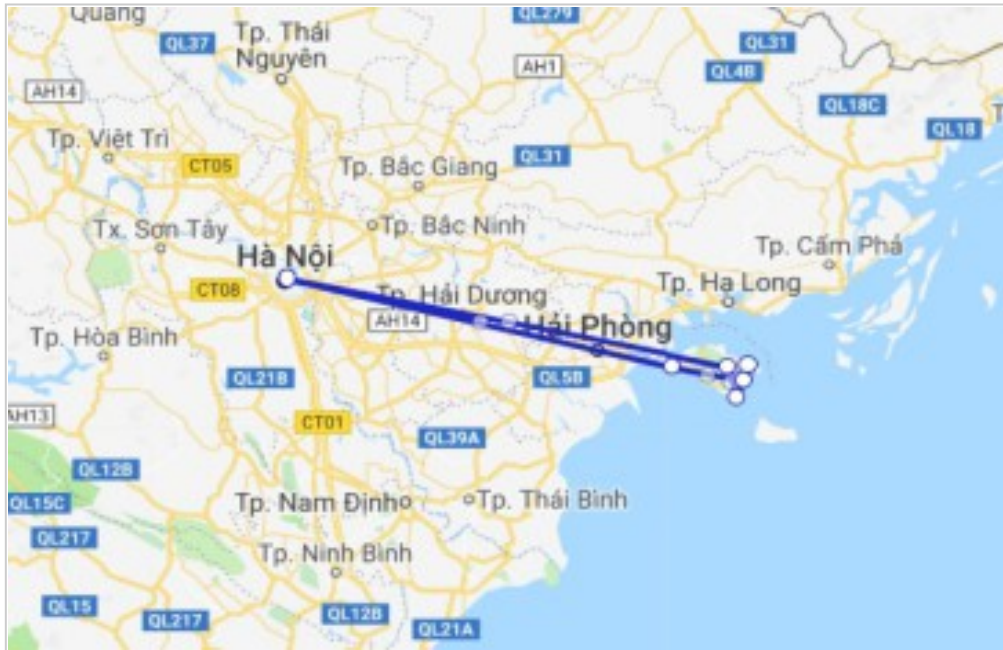 Quang
QL279
QL37
Tp. Thái
Nguyên
QL31
AH1
QL4B
AH14
QL18C
QL18
Tp. Việt Trì
CT05
QL31
Tp. Bắc Giang
Tx. Sơn Tây
Tp. Bắc Ninh
Hà Nội
Tp. Cẩm Phả
CT08
Tp. Hải Dương
Tp. Hạ Long
AH14
Hải Phòng
Tp. Hòa Bình
QL21B
QL5B
AH13
CT01
QL39A
QL12B
QL15C
Tp. Nam Định
Tp. Thái Bình
QL217
Tp. Ninh Bình
QL15
QL217
QL12B
QL21A